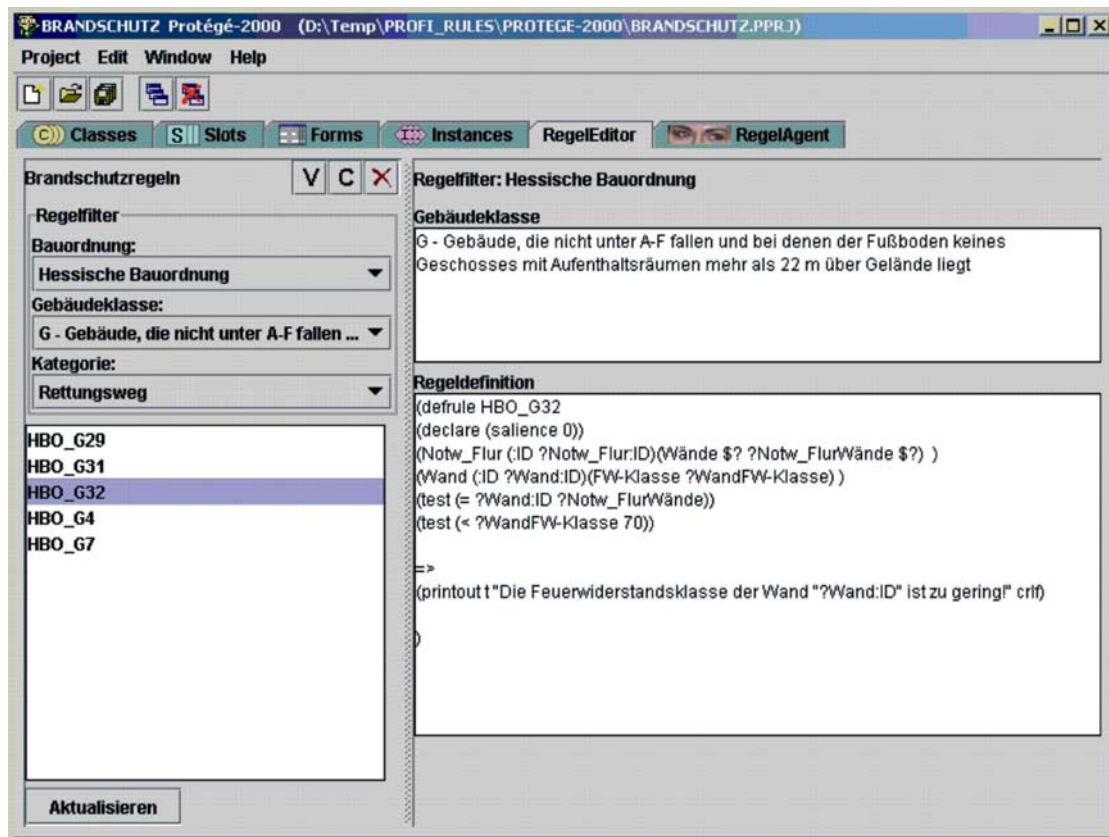 BRANDSCHUTZ Protégé-2000 (D:\Temp\PROFI_RULES\PROTEGE-2000\BRANDSCHUTZ.PPRJ)
Project Edit Window Help
C Classes S Slots Forms I Instances RegelEditor RegelAgent
Brandschutzregeln V C
Regelfilter
Bauordnung:
Hessische Bauordnung
Gebäudeklasse:
G - Gebäude, die nicht unter A-F fallen ...
Kategorie:
Rettungsweg
HBO_G29
HBO_G31
HBO_G32
HBO_G4
HBO_G7
Aktualisieren
Regelfilter: Hessische Bauordnung
Gebäudeklasse
G - Gebäude, die nicht unter A-F fallen und bei denen der Fußboden keines
Geschosses mit Aufenthaltsräumen mehr als 22 m über Gelände liegt
Regeldefinition
(defrule HBO_G32
(declare (salience 0))
(Notw_Flur (:ID ?Notw_Flur:ID)(Wände $? ?Notw_FlurWände $?) )
(Wand (:ID ?Wand:ID)(FW-Klasse ?WandFW-Klasse) )
(test (= ?Wand:ID ?Notw_FlurWände))
(test (< ?WandFW-Klasse 70))
=>
(printout t "Die Feuerwiderstandsklasse der Wand "?Wand:ID" ist zu gering!" crlf)
)